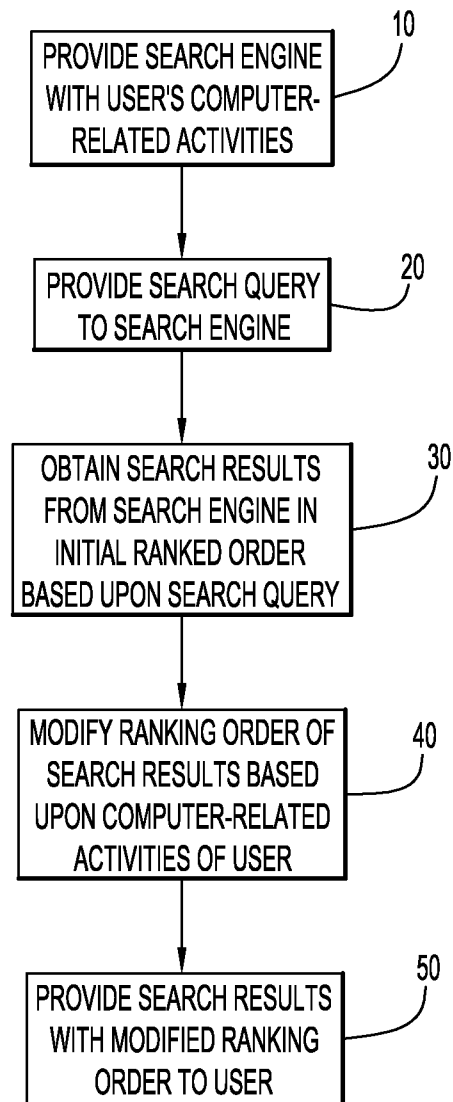 10
PROVIDE SEARCH ENGINE
WITH USER'S COMPUTER-
RELATED ACTIVITIES
20
PROVIDE SEARCH QUERY
TO SEARCH ENGINE
30
OBTAIN SEARCH RESULTS
FROM SEARCH ENGINE IN
INITIAL RANKED ORDER
BASED UPON SEARCH QUERY
40
MODIFY RANKING ORDER OF
SEARCH RESULTS BASED
UPON COMPUTER-RELATED
ACTIVITIES OF USER
50
PROVIDE SEARCH RESULTS
WITH MODIFIED RANKING
ORDER TO USER